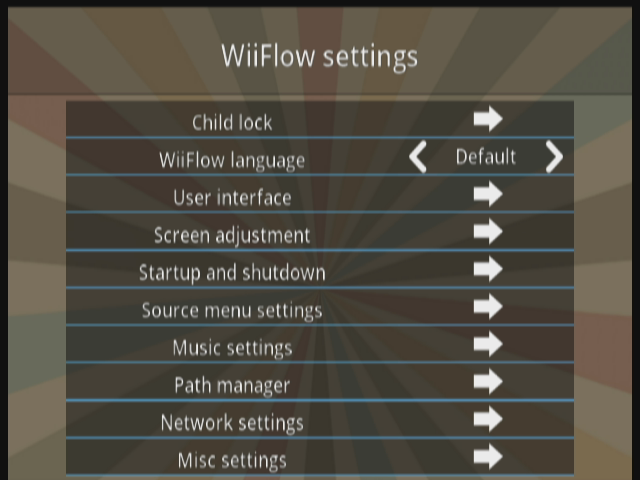 WiiFlow settings
Child lock
WiiFlow language Default
User interface
Screen adjustment
Startup and shutdown
Source menu settings
Music settings
Path manager
Network settings
Misc settings